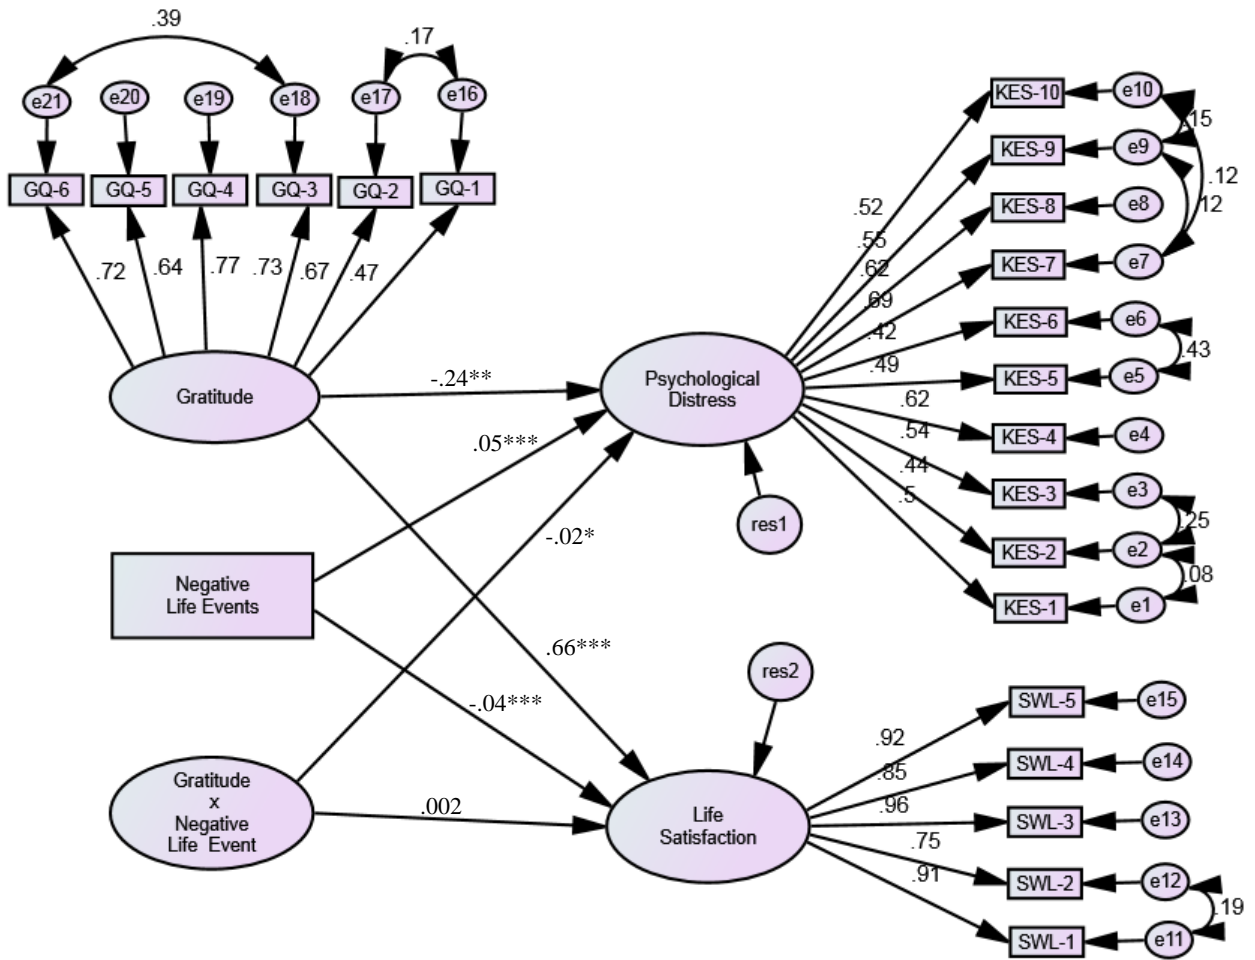 .39
.17
e21
e20
e19
e18
e17
e16
GQ-6
GQ-5
GQ-4
GQ-3
GQ-2
GQ-1
.72
.64
.77
.73
.67
.47
Gratitude
Negative
Life Events
Gratitude
x
Negative
Life Event
-.24**
.05***
-.02*
.66***
-.04***
.002
Psychological
Distress
res1
res2
Life
Satisfaction
.52
.55
.62
.69
.42
.49
.62
.54
.44
.5
KES-10
e10
KES-9
e9
KES-8
e8
KES-7
e7
KES-6
e6
KES-5
e5
KES-4
e4
KES-3
e3
KES-2
e2
KES-1
e1
.15
.12
.12
.43
.25
.08
.92
.85
.96
.75
.91
SWL-5
e15
SWL-4
e14
SWL-3
e13
SWL-2
e12
SWL-1
e11
.19